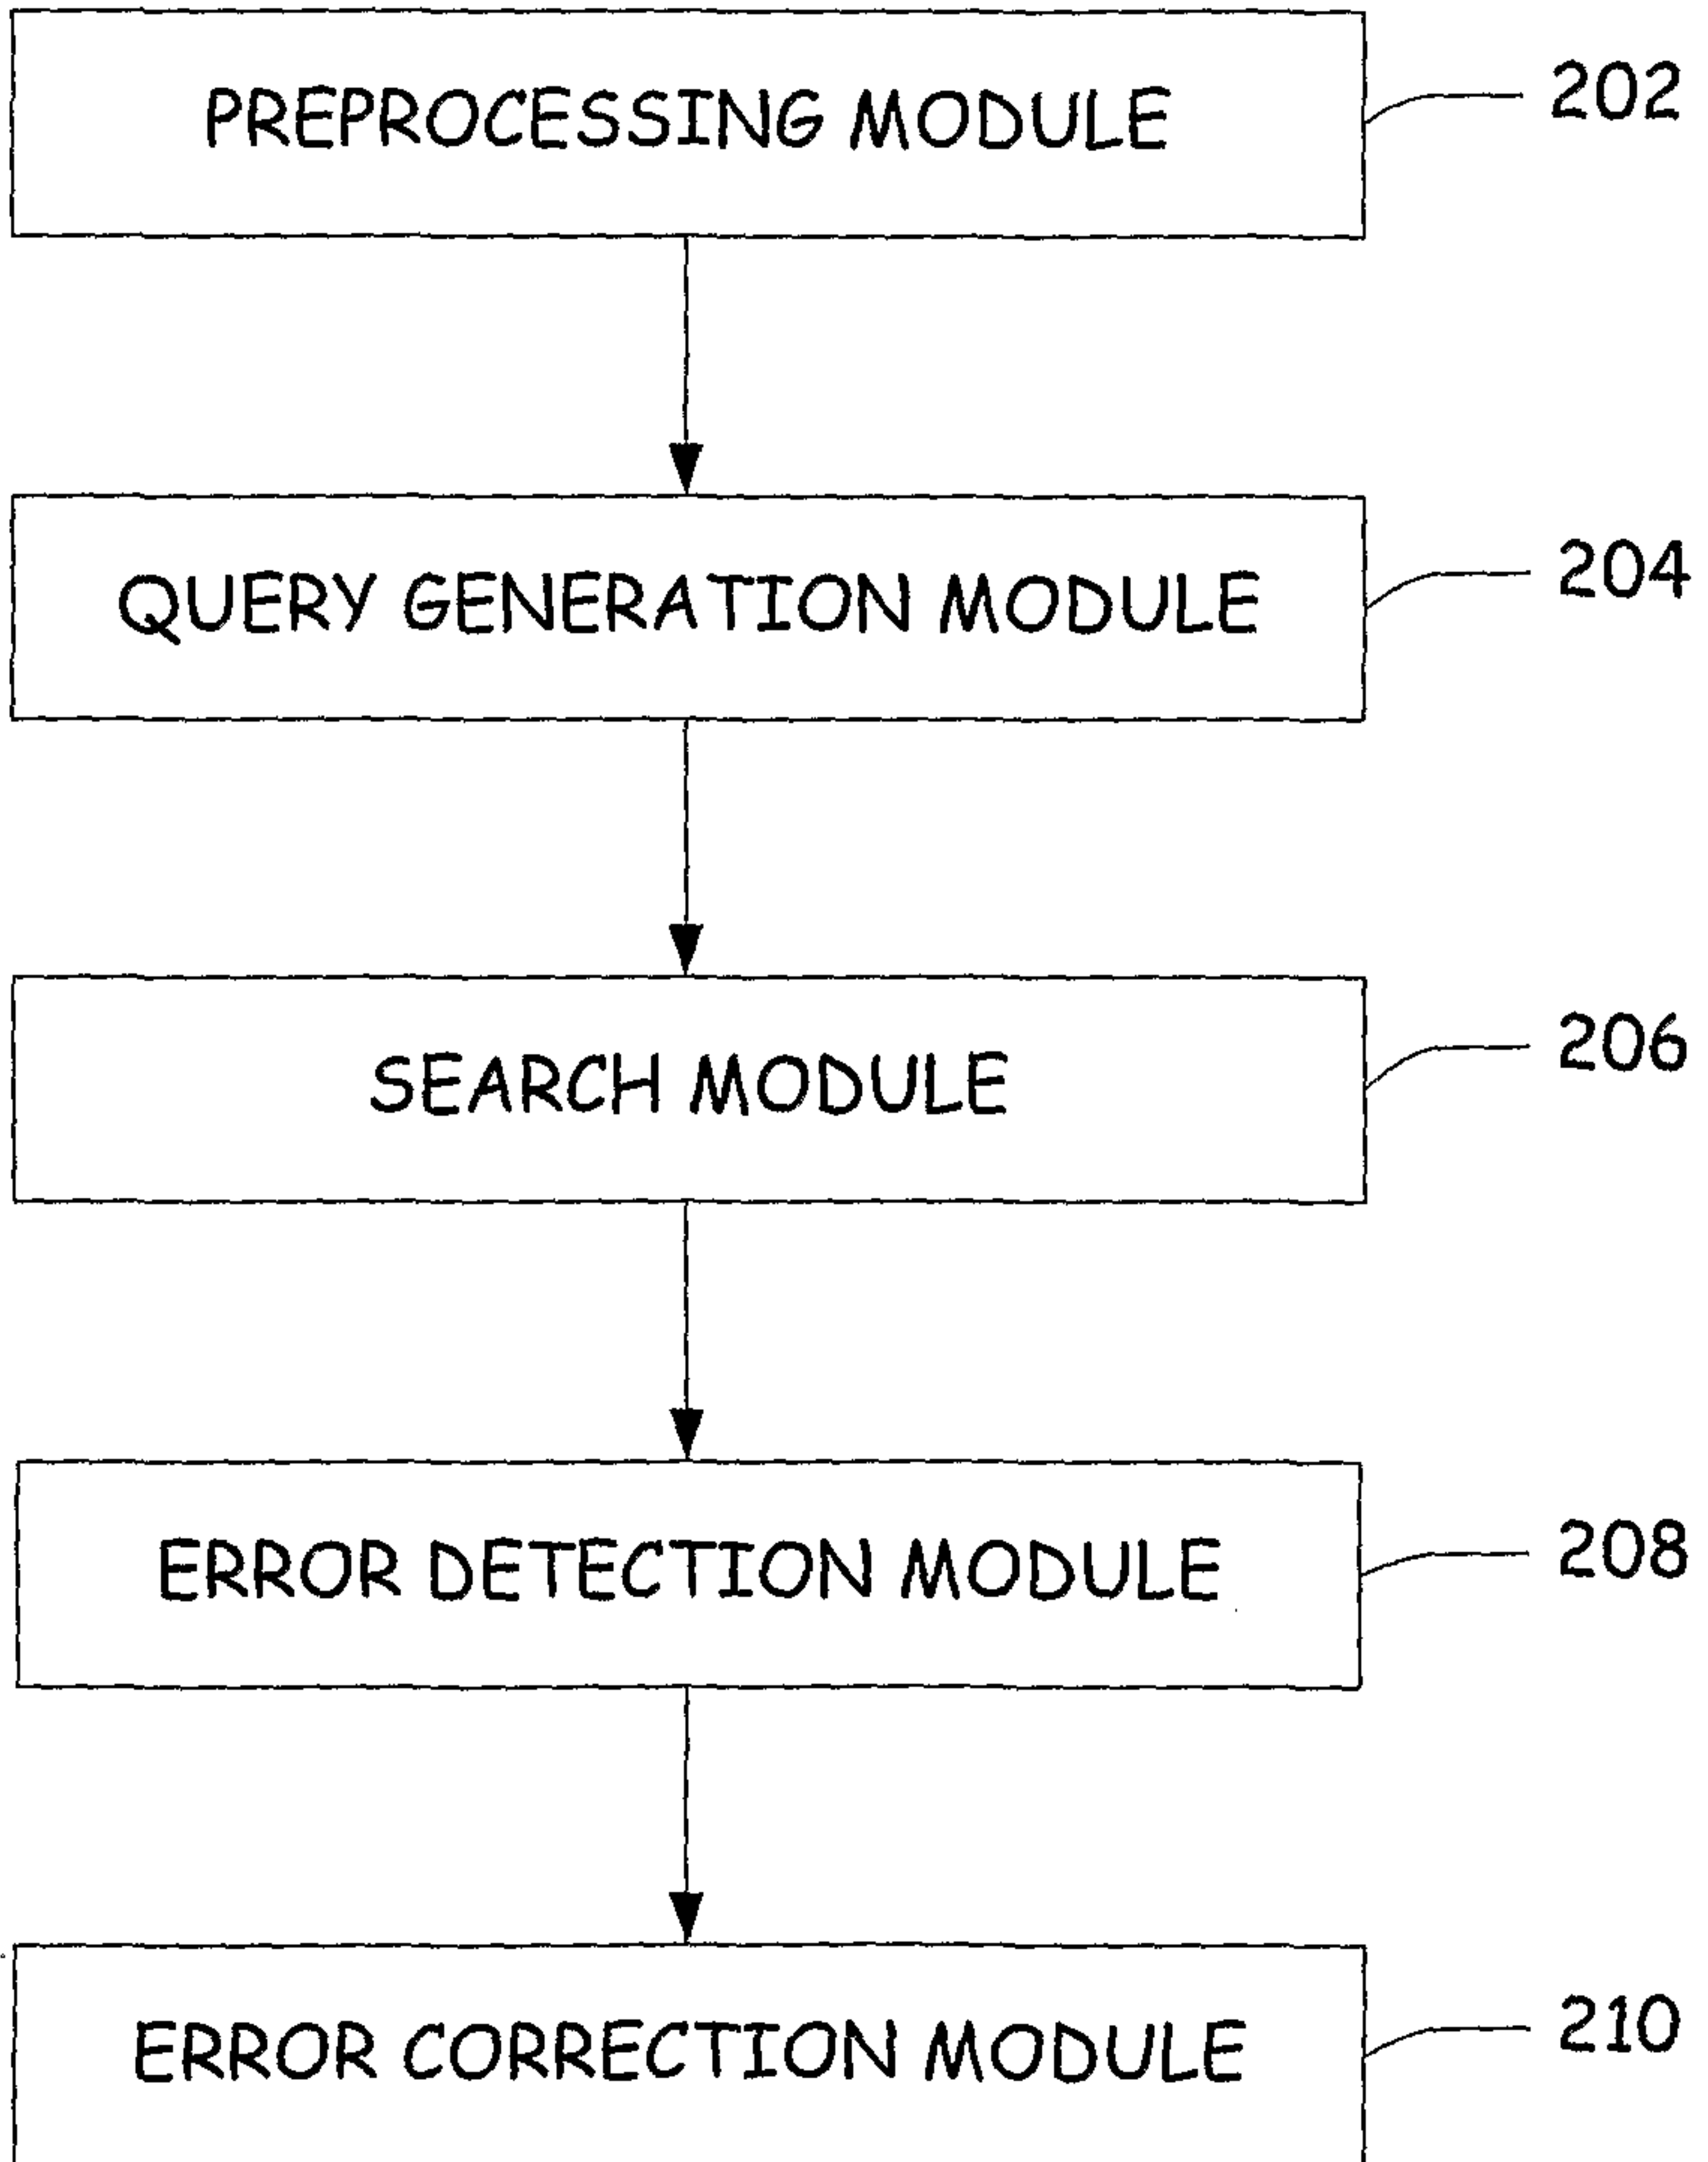 PREPROCESSING MODULE 202
QUERY GENERATION MODULE 204
SEARCH MODULE 206
ERROR DETECTION MODULE 208
ERROR CORRECTION MODULE 210